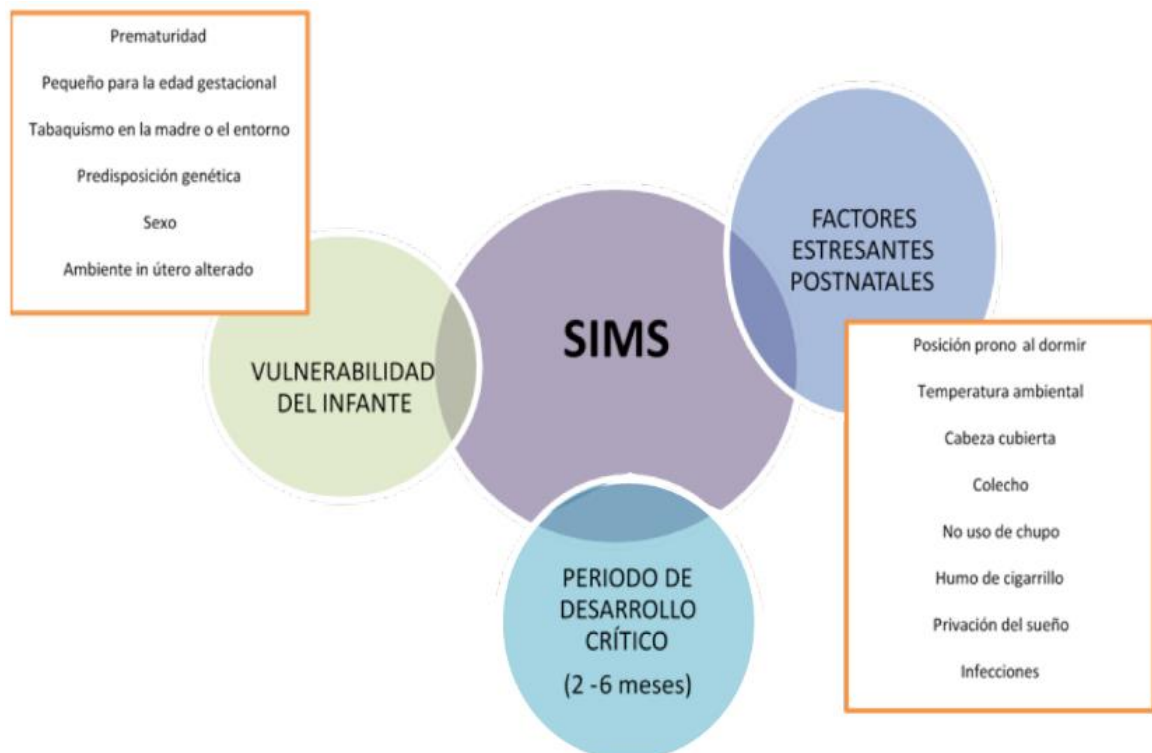 Prematuridad
Pequeño para la edad gestacional
Tabaquismo en la madre o el entorno
Predisposición genética
Sexo
Ambiente in útero alterado
VULNERABILIDAD
DEL INFANTE
SIMS
FACTORES
ESTRESANTES
POSTNATALES
Posición prono al dormir
Temperatura ambiental
Cabeza cubierta
Colecho
No uso de chupo
Humo de cigarrillo
Privación del sueño
Infecciones
PERIODO DE
DESARROLLO
CRÍTICO
(2 -6 meses)